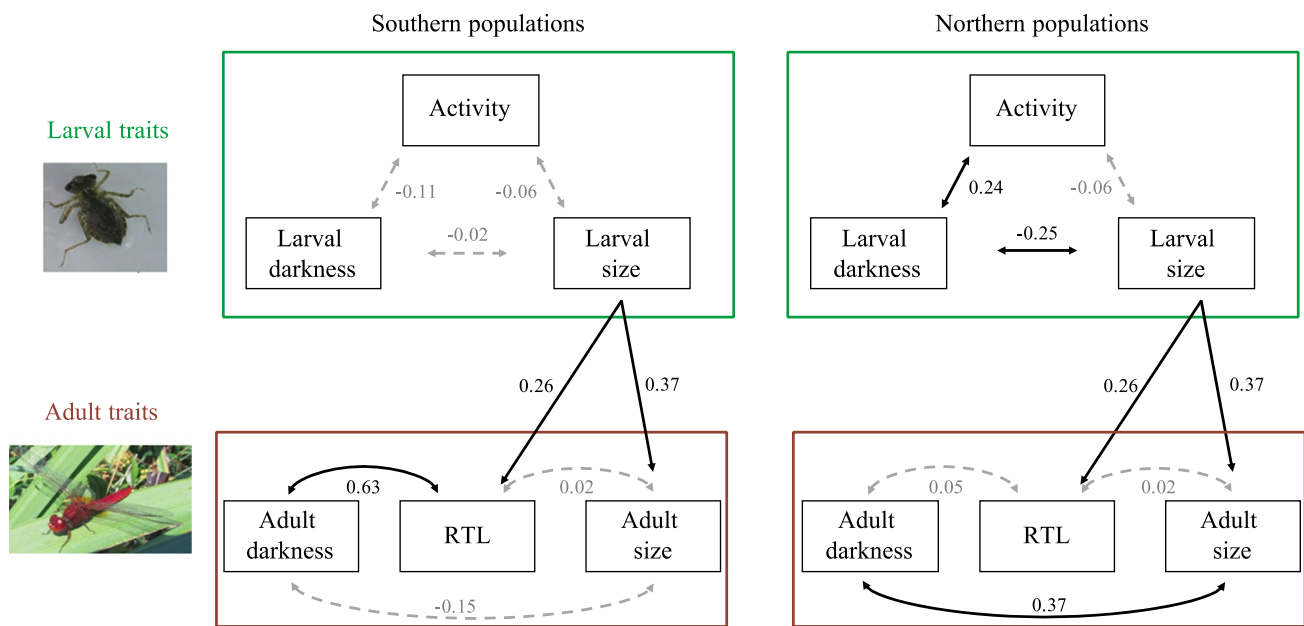 Southern populations
Northern populations
Larval traits
Activity
-0.11
-0.06
Larval
darkness
-0.02
Larval
size
Activity
0.24
-0.06
Larval
darkness
-0.25
Larval
size
0.26
0.37
0.26
0.37
Adult traits
0.63
0.02
Adult
darkness
RTL
Adult
size
-0.15
0.05
0.02
Adult
darkness
RTL
Adult
size
0.37